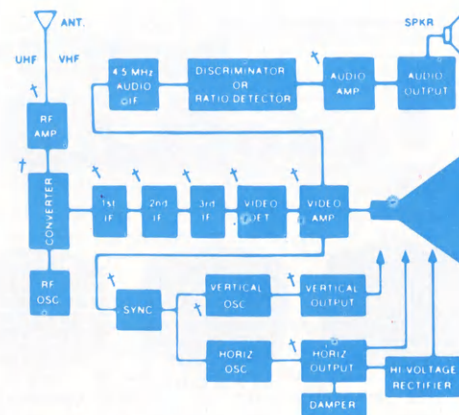 ANT.
SPKR
UHF VHF
4.5 MHz
AUDIO
IF
DISCRIMINATOR
OR
RATIO DETECTOR
AUDIO
AMP
AUDIO
OUTPUT
RF
AMP
CONVERTER
1st
IF
2nd
IF
3rd
IF
VIDEO
DET
VIDEO
AMP
RF
OSC
SYNC
VERTICAL
OSC
VERTICAL
OUTPUT
HORIZ
OSC
HORIZ
OUTPUT
HI-VOLTAGE
RECTIFIER
DAMPER